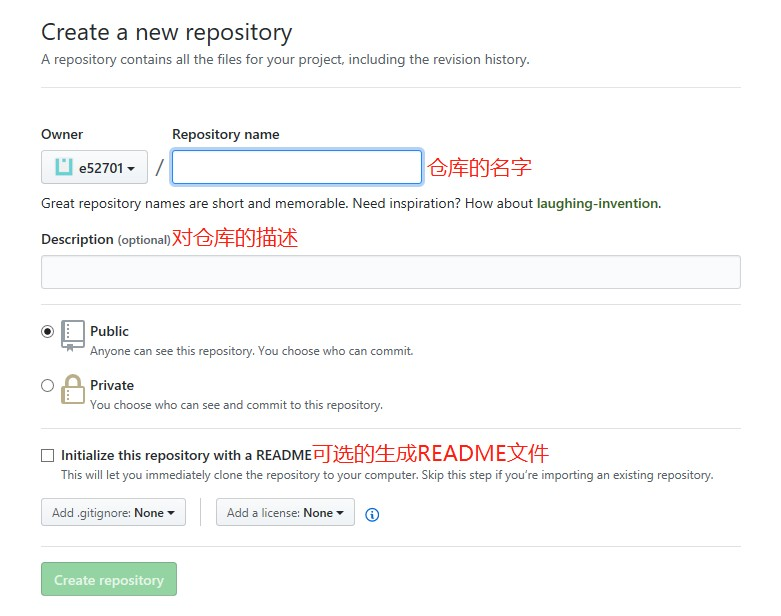 Create a new repository
A repository contains all the files for your project, including the revision history.
Owner
Repository name
e52701 / 仓库的名字
Great repository names are short and memorable. Need inspiration? How about laughing-invention.
Description (optional)对仓库的描述
Public
Anyone can see this repository. You choose who can commit.
Private
You choose who can see and commit to this repository.
Initialize this repository with a README可选的生成README文件
This will let you immediately clone the repository to your computer. Skip this step if you're importing an existing repository.
Add .gitignore: None
Add a license: None
Create repository